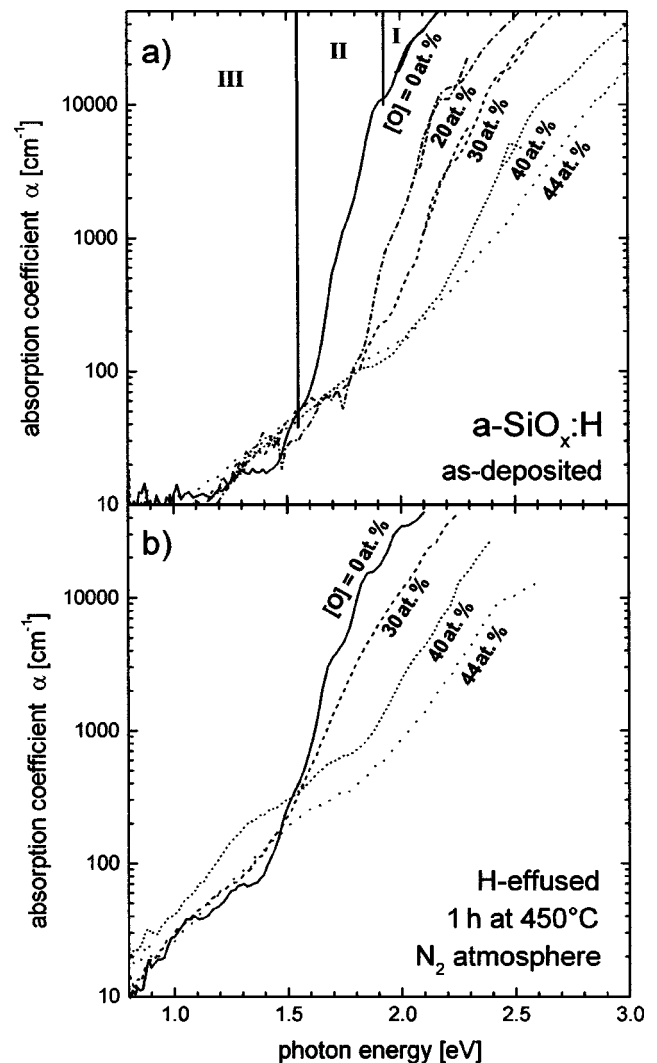 a)
III
II
I
[O] = 0 at. %
20 at. %
30 at. %
40 at. %
44 at. %
10000
1000
100
10
absorption coefficient α [cm⁻¹]
a-SiOₓ:H
as-deposited
b)
[O] = 0 at. %
30 at. %
40 at. %
44 at. %
10000
1000
100
10
absorption coefficient α [cm⁻¹]
H-effused
1 h at 450°C
N₂ atmosphere
1.0 1.5 2.0 2.5 3.0
photon energy [eV]